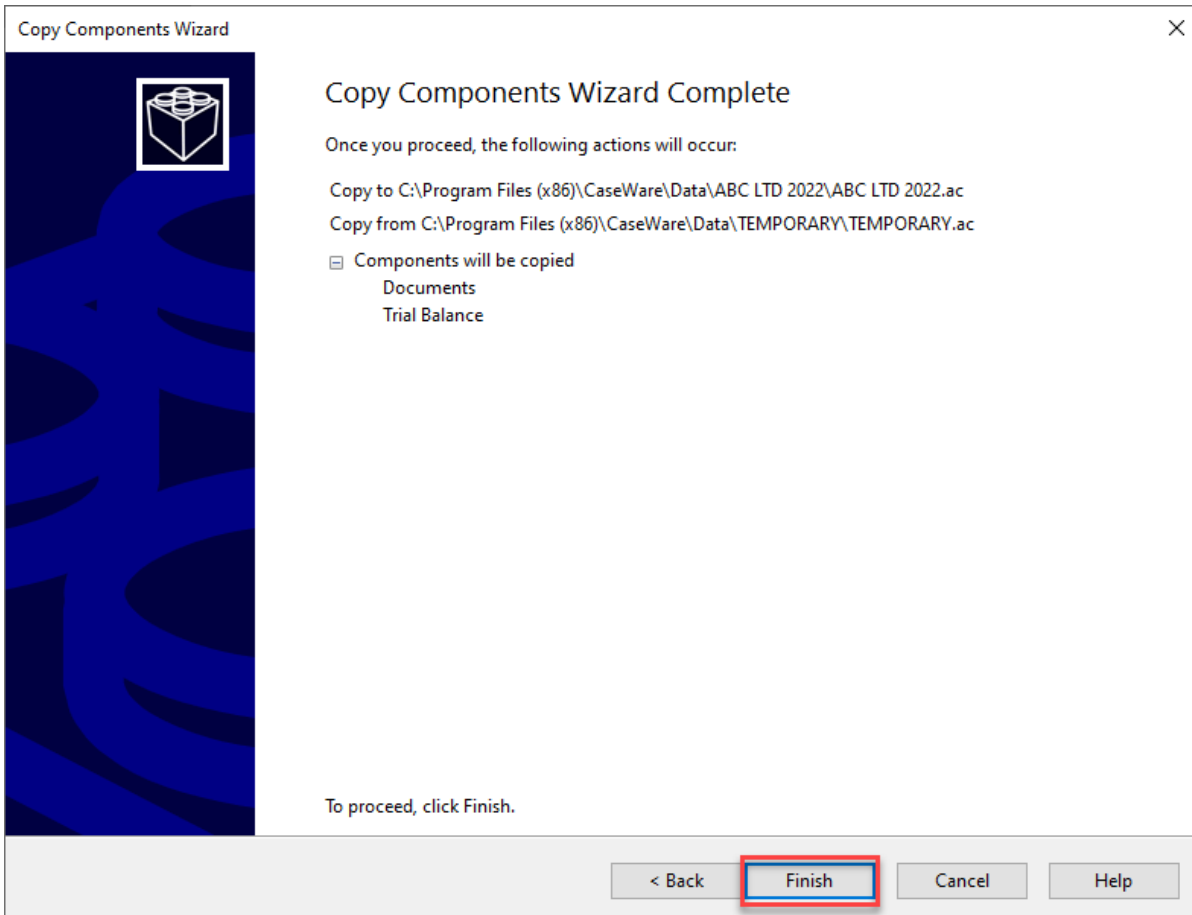 Copy Components Wizard
Copy Components Wizard Complete
Once you proceed, the following actions will occur:
Copy to C:\Program Files (x86)\CaseWare\Data\ABC LTD 2022\ABC LTD 2022.ac
Copy from C:\Program Files (x86)\CaseWare\Data\TEMPORARY\TEMPORARY.ac
Components will be copied
Documents
Trial Balance
To proceed, click Finish.
< Back Finish Cancel Help